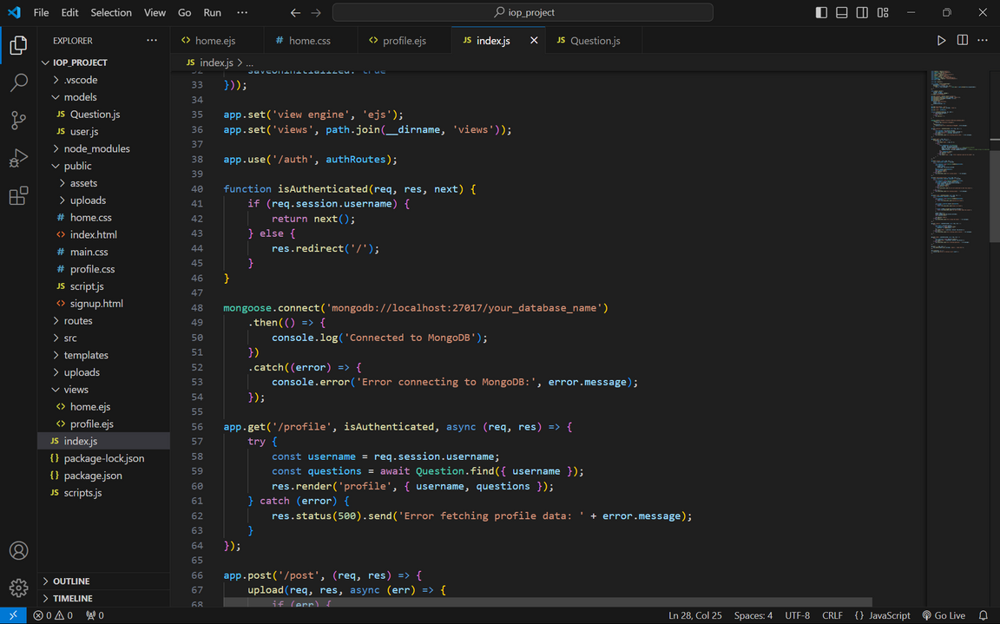 File Edit Selection View Go Run ··· iop_project
EXPLORER ···
IOP_PROJECT
.vscode
models
JS Question.js
JS user.js
node_modules
public
assets
uploads
# home.css
<> index.html
# main.css
# profile.css
JS script.js
<> signup.html
routes
src
templates
uploads
views
<> home.ejs
<> profile.ejs
JS index.js
{} package-lock.json
{} package.json
JS scripts.js
OUTLINE
TIMELINE
<> home.ejs # home.css <> profile.ejs JS index.js JS Question.js
JS index.js > ...
32 saveUninitialized: true
33 }));
34
35 app.set('view engine', 'ejs');
36 app.set('views', path.join(__dirname, 'views'));
37
38 app.use('/auth', authRoutes);
39
40 function isAuthenticated(req, res, next) {
41 if (req.session.username) {
42 return next();
43 } else {
44 res.redirect('/');
45 }
46 }
47
48 mongoose.connect('mongodb://localhost:27017/your_database_name')
49 .then(() => {
50 console.log('Connected to MongoDB');
51 })
52 .catch((error) => {
53 console.error('Error connecting to MongoDB:', error.message);
54 });
55
56 app.get('/profile', isAuthenticated, async (req, res) => {
57 try {
58 const username = req.session.username;
59 const questions = await Question.find({ username });
60 res.render('profile', { username, questions });
61 } catch (error) {
62 res.status(500).send('Error fetching profile data: ' + error.message);
63 }
64 });
65
66 app.post('/post', (req, res) => {
67 upload(req, res, async (err) => {
68 if (err) {
0 0 0 Ln 28, Col 25 Spaces: 4 UTF-8 CRLF {} JavaScript Go Live